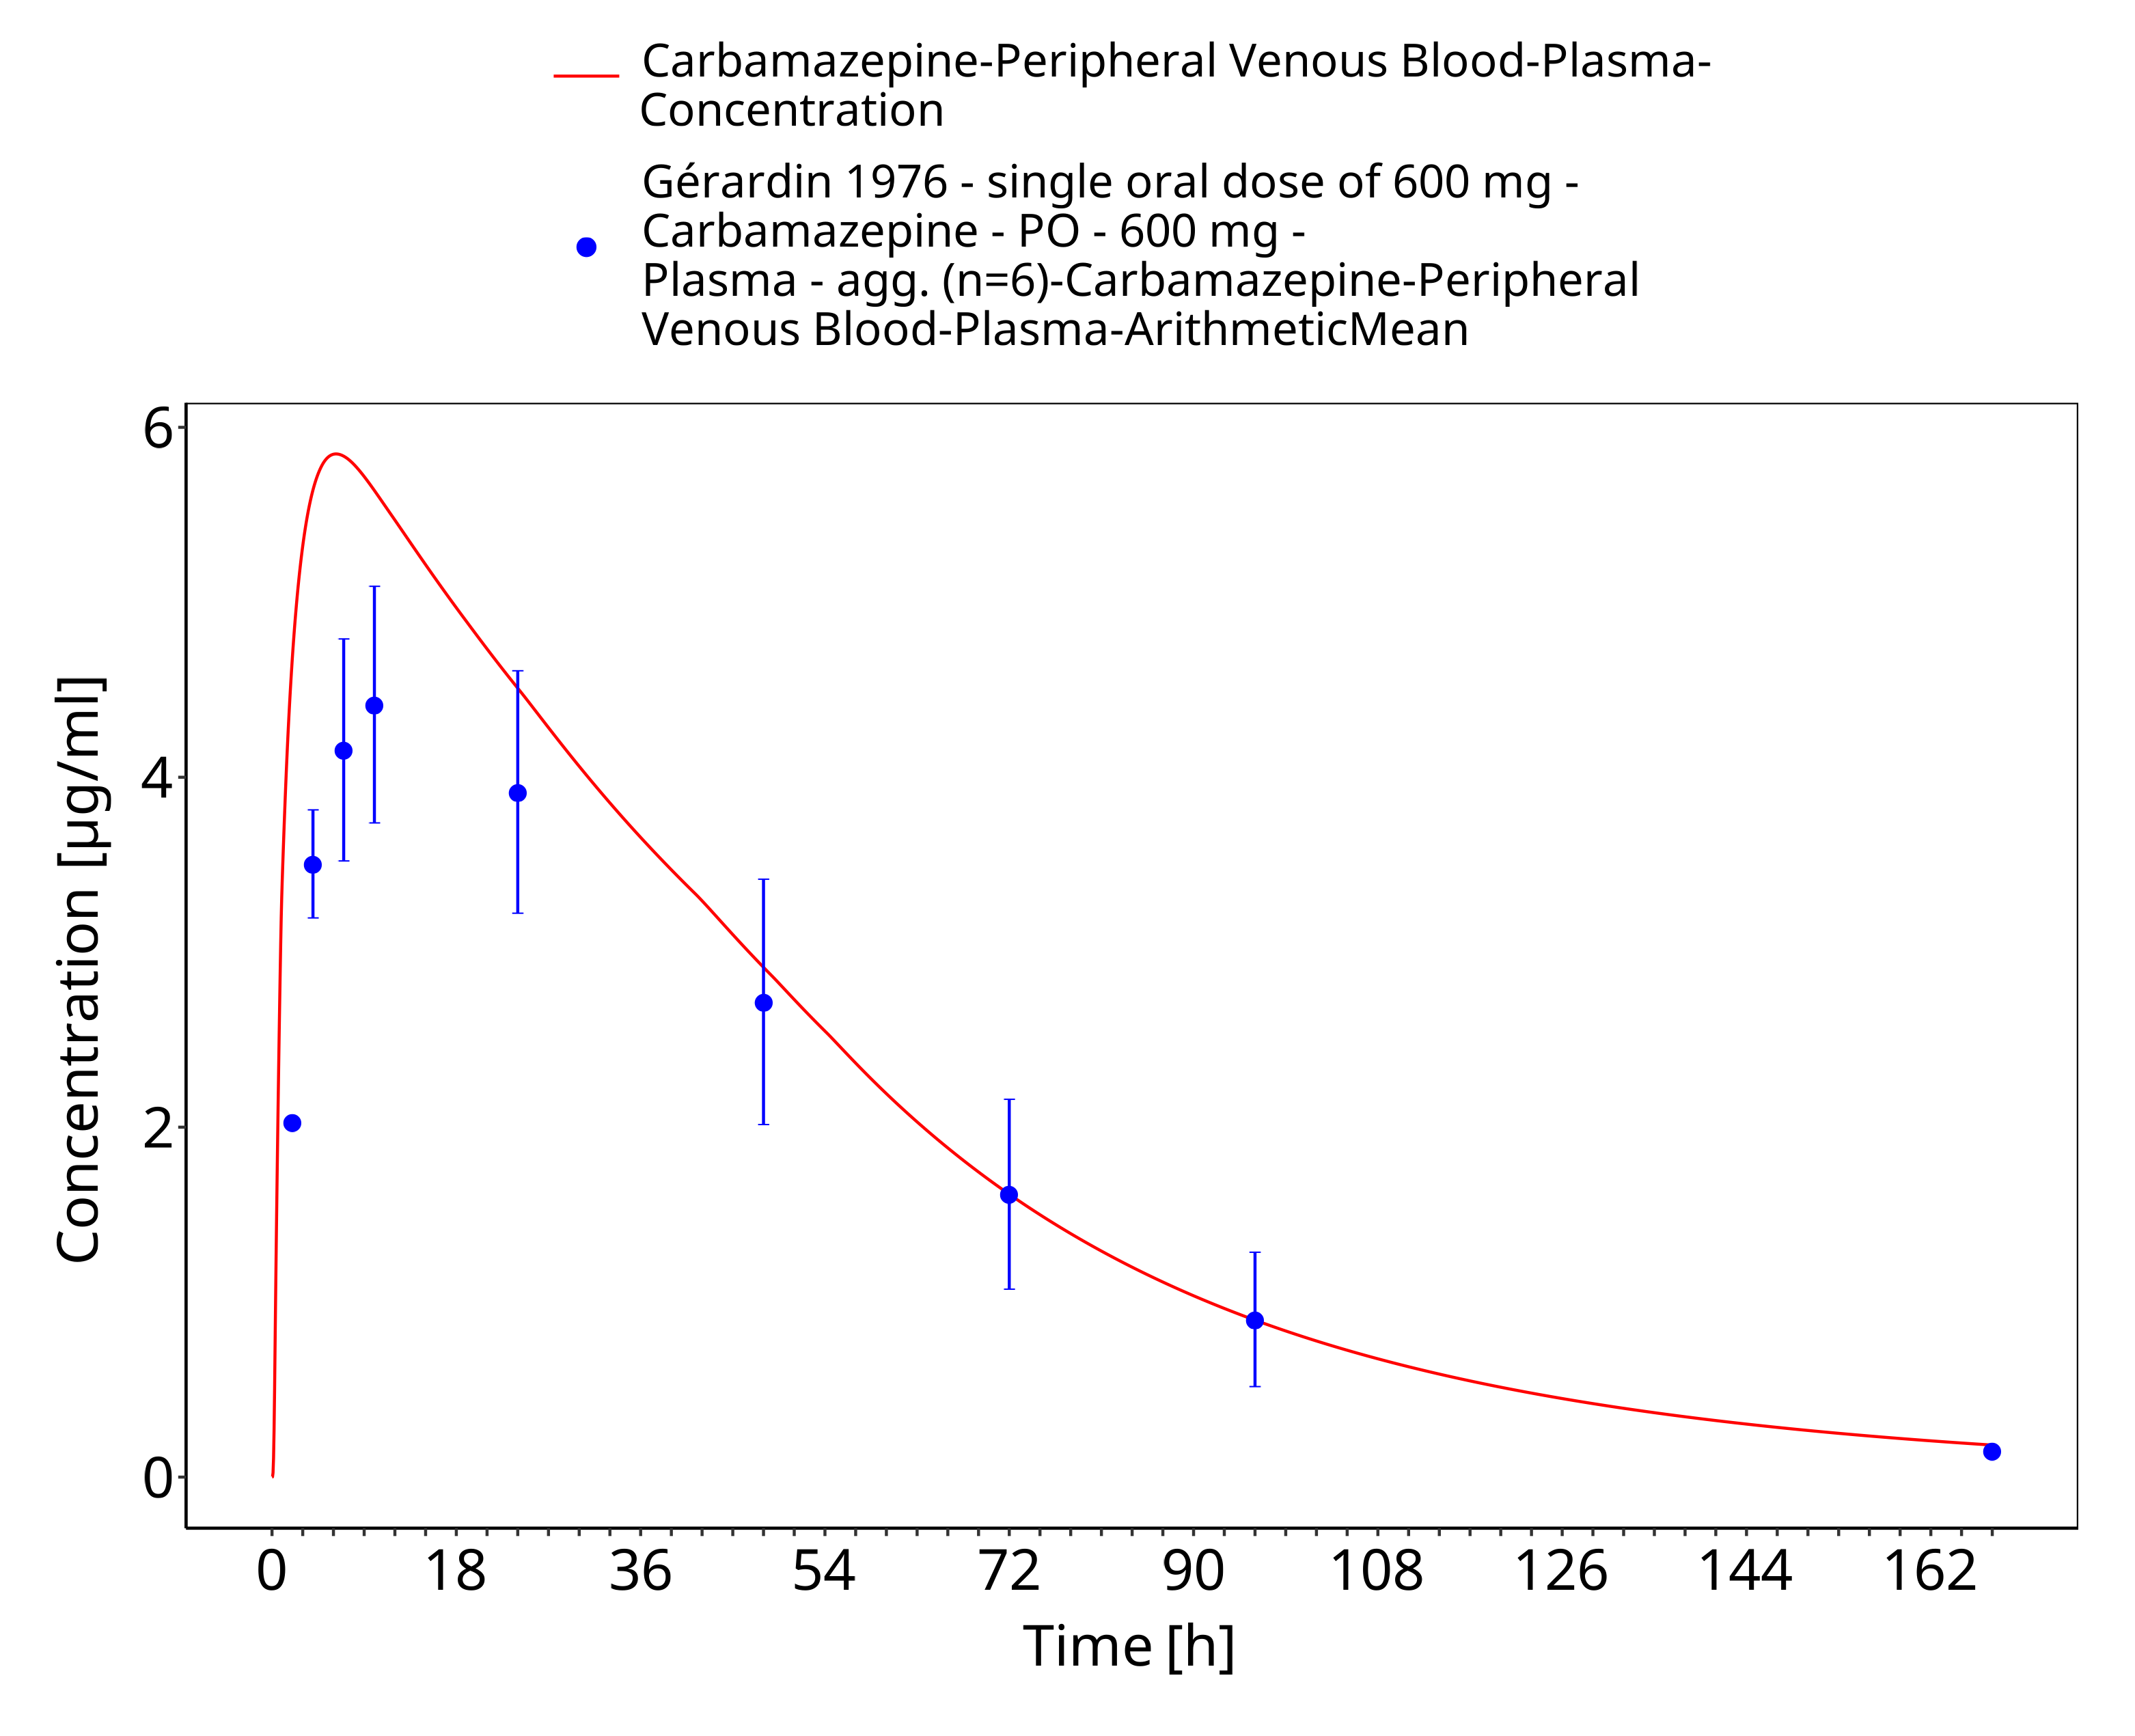 Carbamazepine-Peripheral Venous Blood-Plasma-
Concentration
Gérardin 1976 - single oral dose of 600 mg -
Carbamazepine - PO - 600 mg -
Plasma - agg. (n=6)-Carbamazepine-Peripheral
Venous Blood-Plasma-ArithmeticMean
6
4
2
0
Concentration [µg/ml]
0 18 36 54 72 90 108 126 144 162
Time [h]